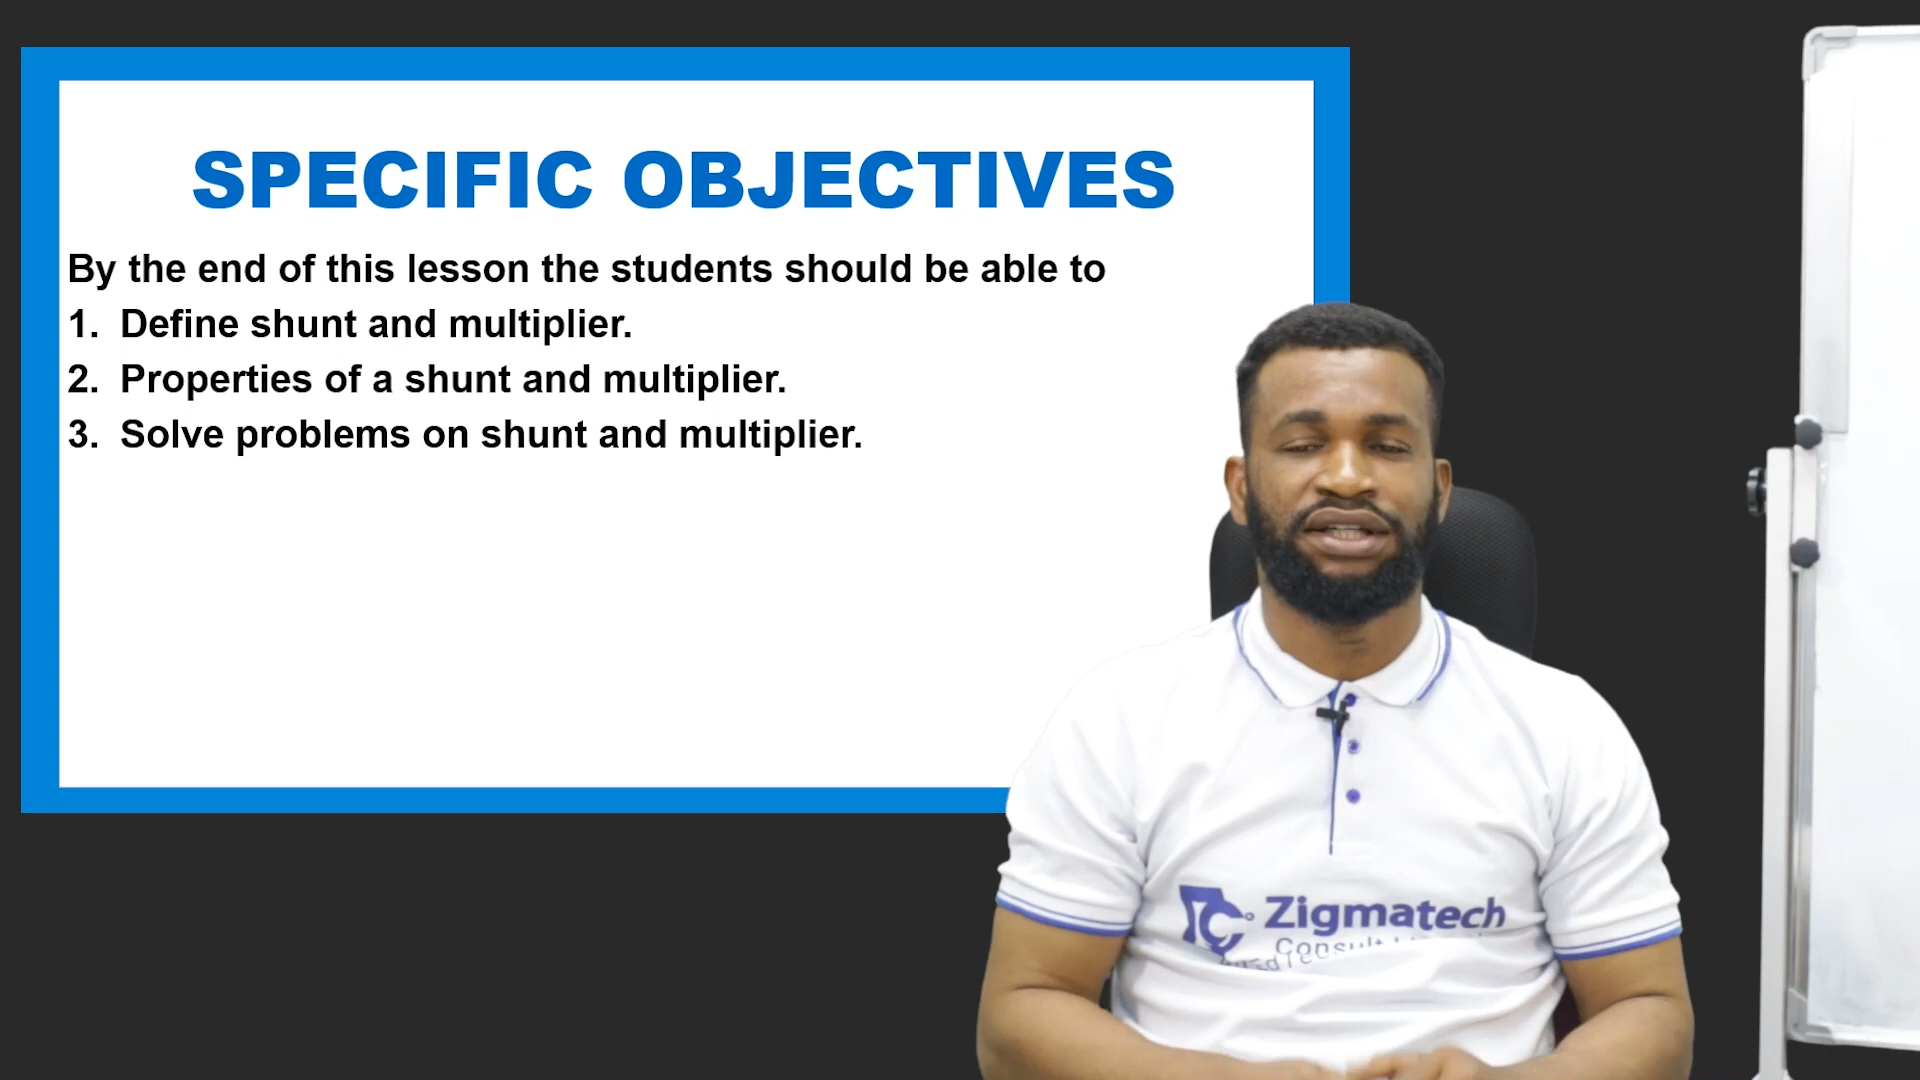 SPECIFIC OBJECTIVES
By the end of this lesson the students should be able to
1. Define shunt and multiplier.
2. Properties of a shunt and multiplier.
3. Solve problems on shunt and multiplier.
Zigmatech
Consult